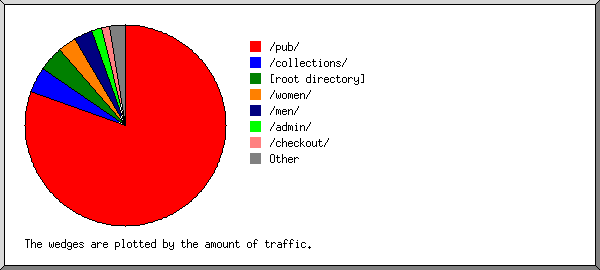 /pub/
/collections/
[root directory]
/women/
/men/
/admin/
/checkout/
Other
The wedges are plotted by the amount of traffic.